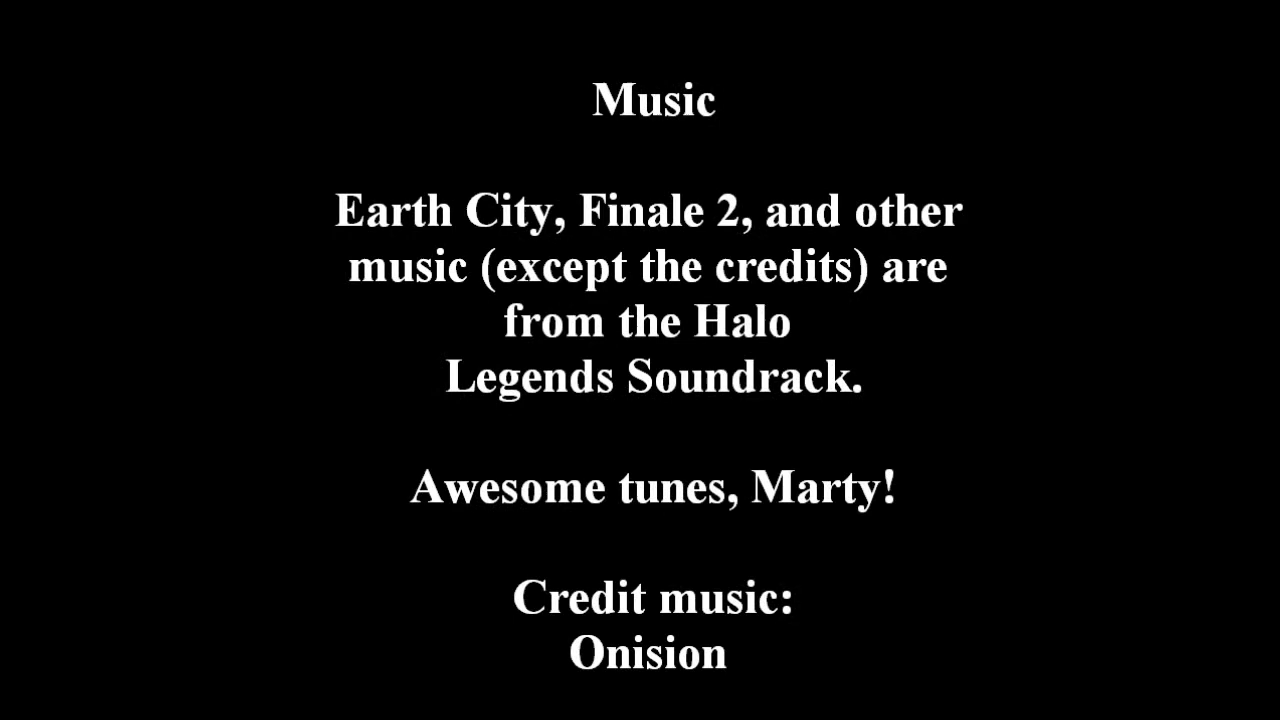 Music
Earth City, Finale 2, and other
music (except the credits) are
from the Halo
Legends Soundrack.
Awesome tunes, Marty!
Credit music:
Onision